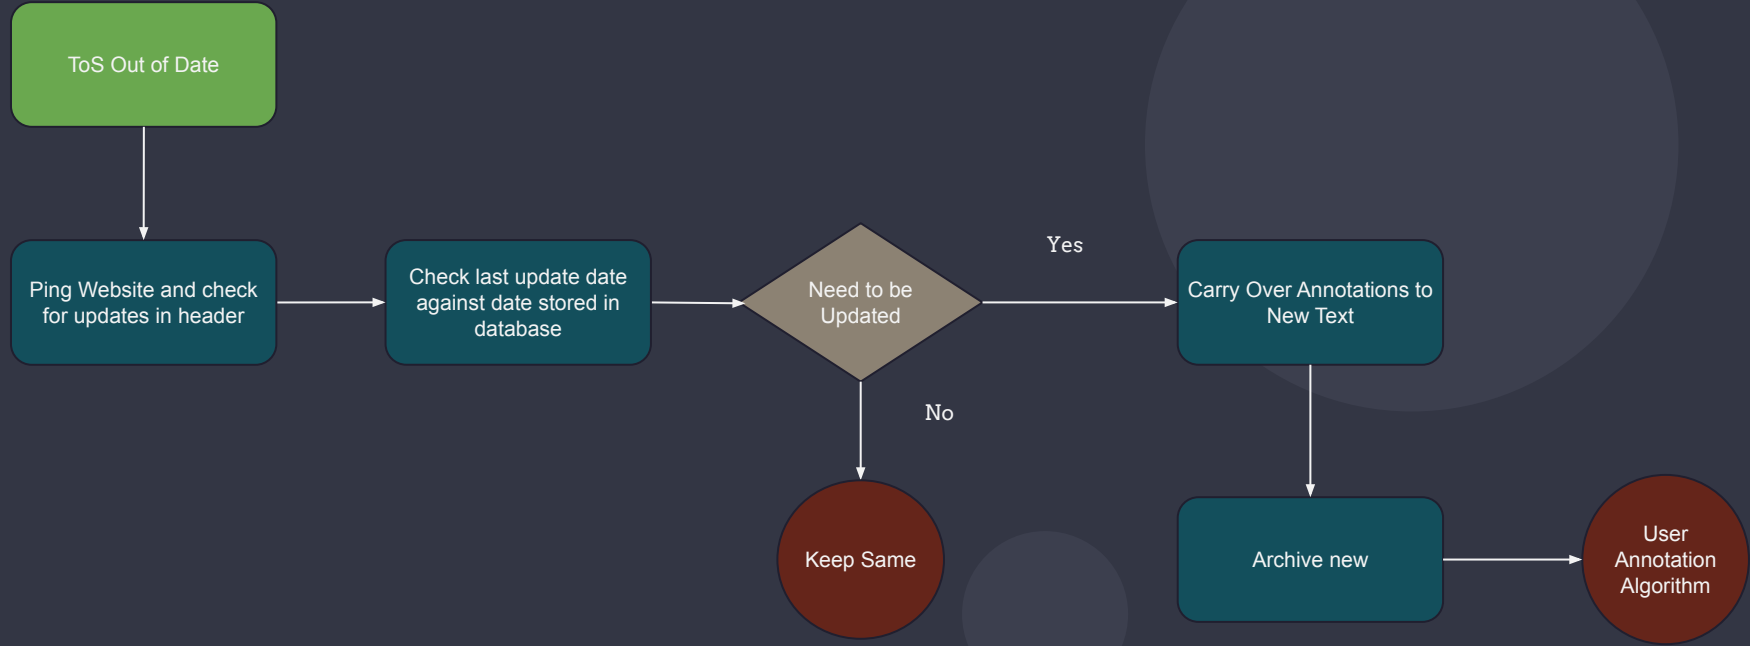 ToS Out of Date
Ping Website and check
for updates in header
Check last update date
against date stored in
database
Need to be
Updated
Yes
No
Carry Over Annotations to
New Text
Keep Same
Archive new
User
Annotation
Algorithm